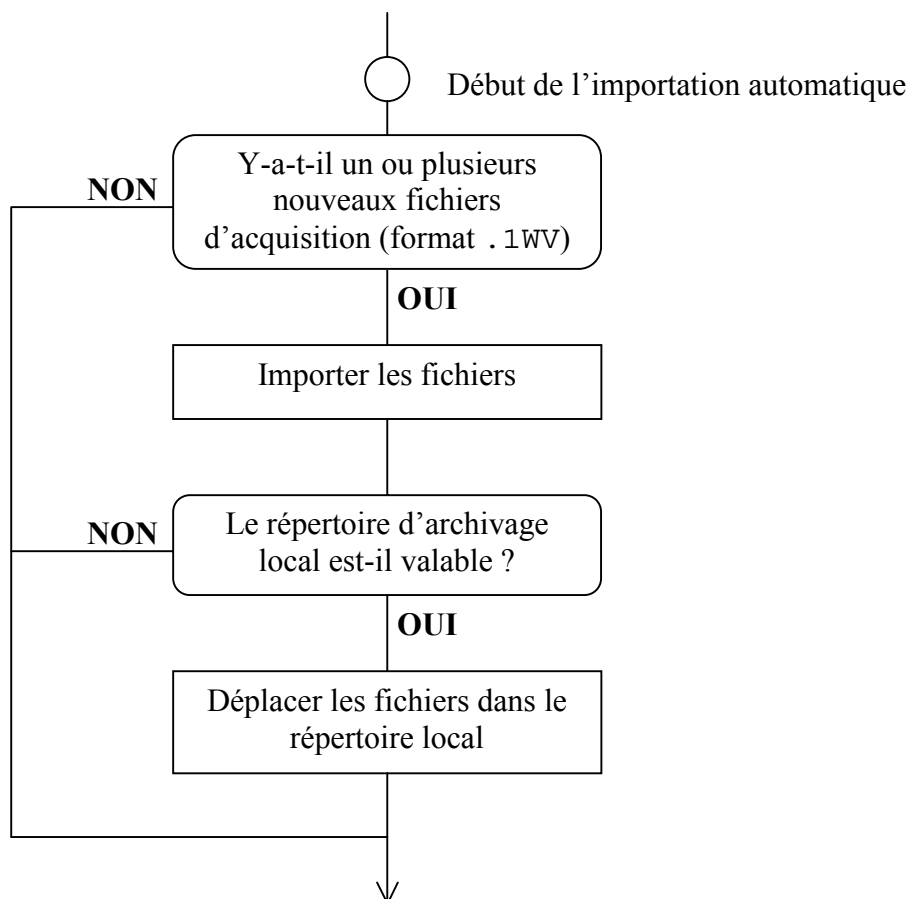 Début de l’importation automatique
Y-a-t-il un ou plusieurs
nouveaux fichiers
d’acquisition (format .1WV)
NON
OUI
Importer les fichiers
Le répertoire d’archivage
local est-il valable ?
NON
OUI
Déplacer les fichiers dans le
répertoire local